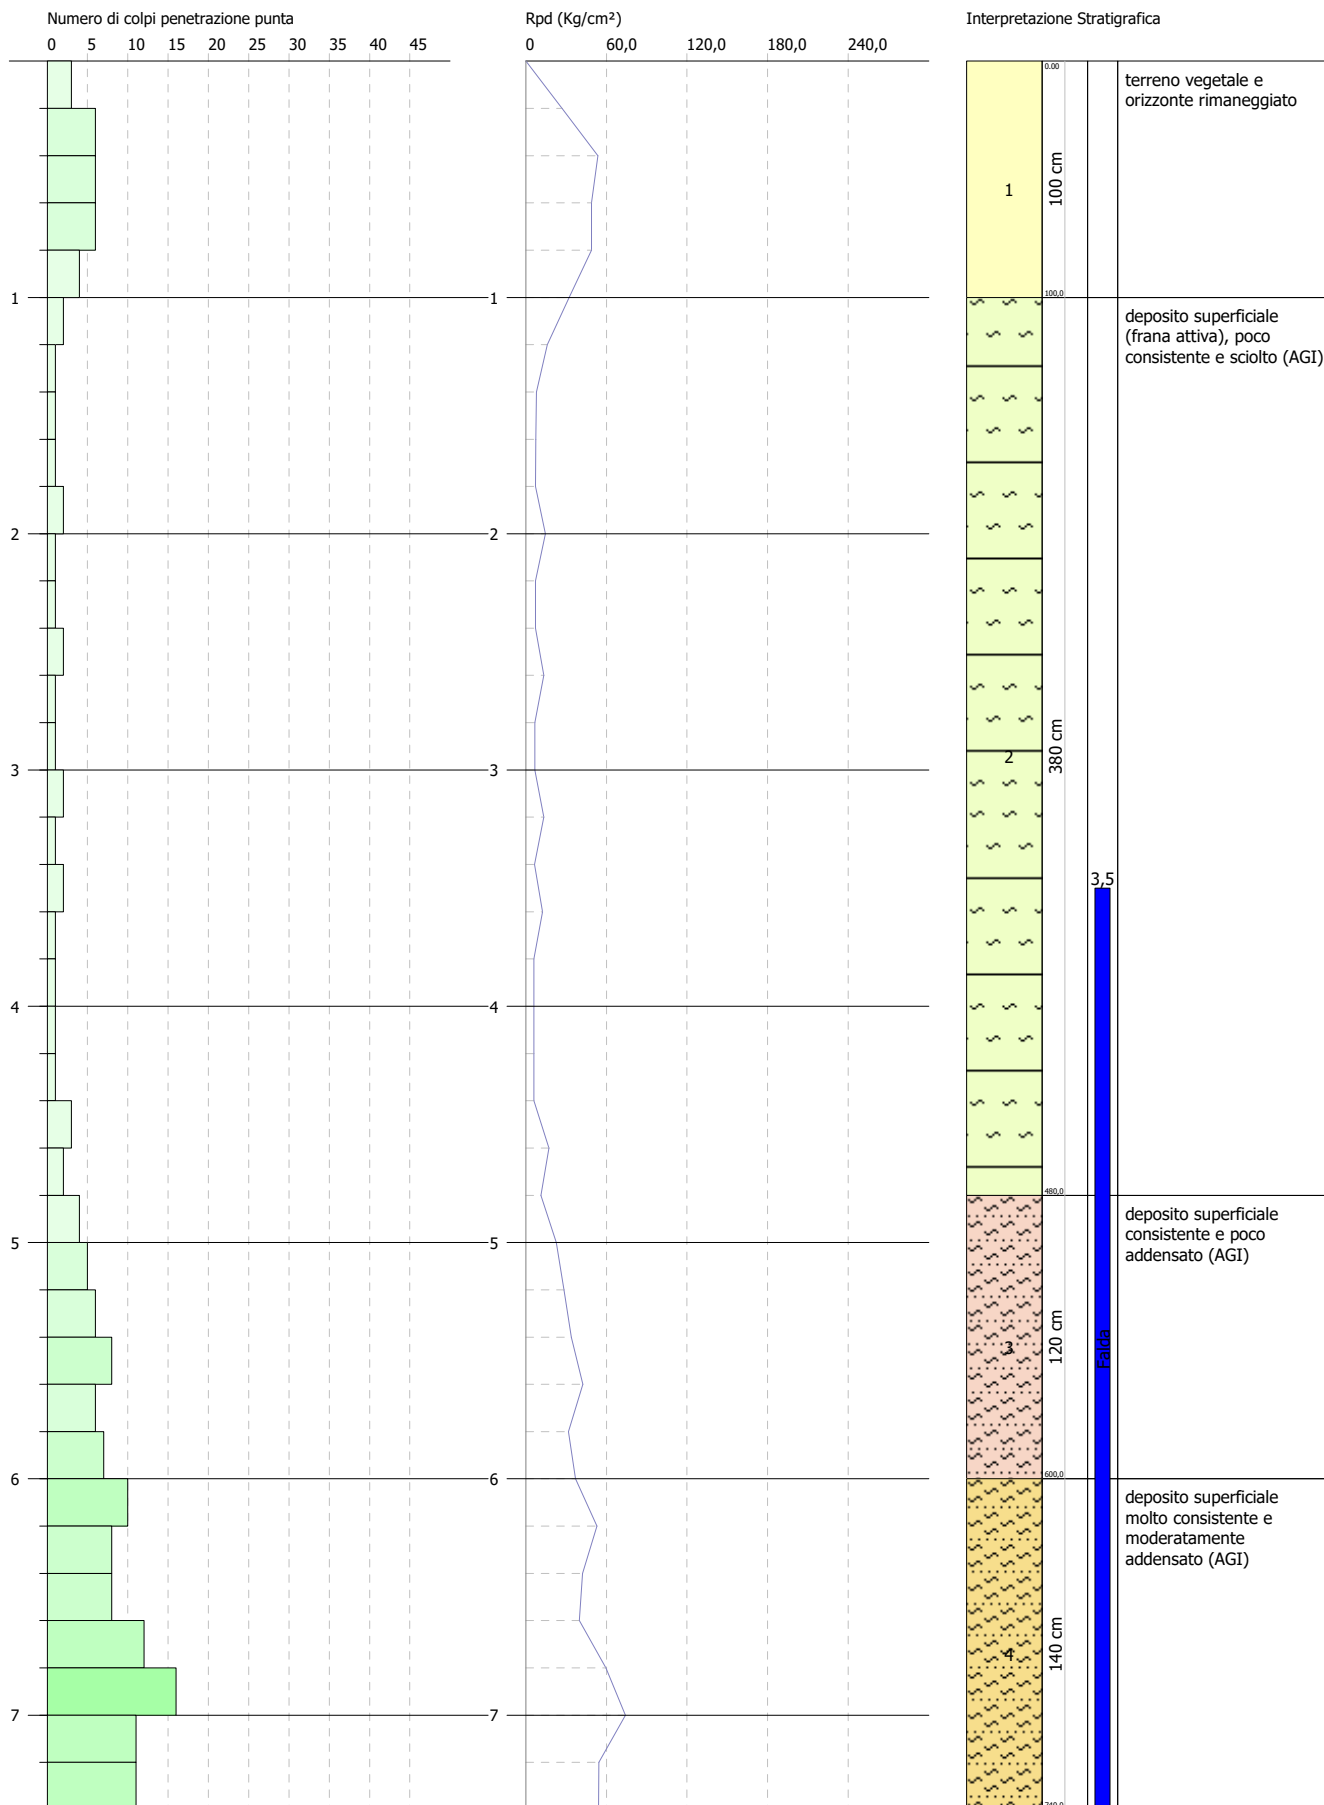 Numero di colpi penetrazione punta
Rpd (Kg/cm²)
Interpretazione Stratigrafica
0 5 10 15 20 25 30 35 40 45
0 60,0 120,0 180,0 240,0
0.00
terreno vegetale e
orizzonte rimaneggiato
1
100 cm
1
1
100,0
deposito superficiale
(frana attiva), poco
consistente e sciolto (AGI)
2
2
2
380 cm
3
3
3,5
4
4
480,0
deposito superficiale
consistente e poco
addensato (AGI)
5
5
3
120 cm
Falda
6
6
600,0
deposito superficiale
molto consistente e
moderatamente
addensato (AGI)
4
140 cm
7
7